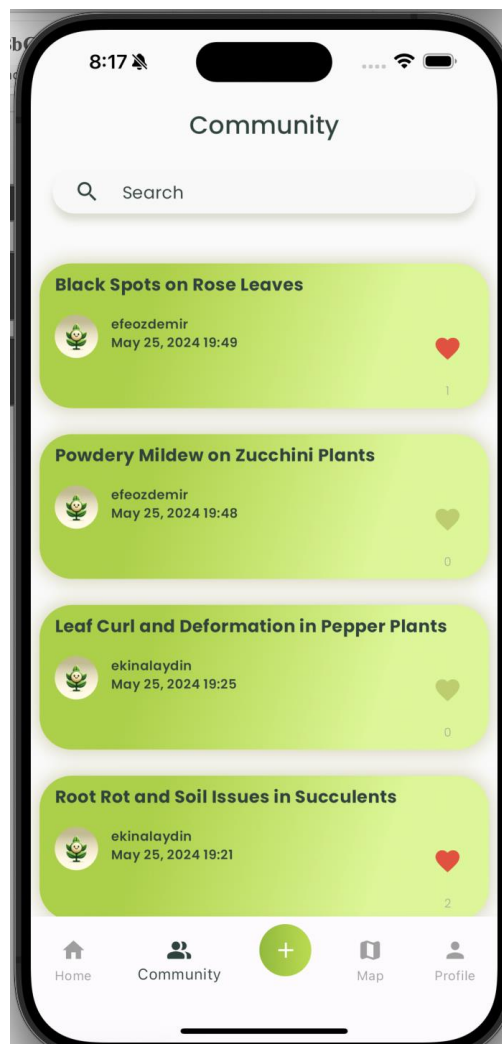 8:17
Community
Search
Black Spots on Rose Leaves
efeozdemir
May 25, 2024 19:49
1
Powdery Mildew on Zucchini Plants
efeozdemir
May 25, 2024 19:48
0
Leaf Curl and Deformation in Pepper Plants
ekinalaydin
May 25, 2024 19:25
0
Root Rot and Soil Issues in Succulents
ekinalaydin
May 25, 2024 19:21
2
Home
Community
Map
Profile